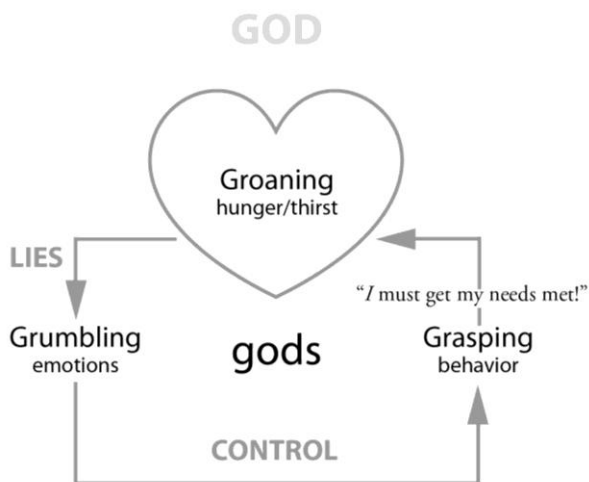 GOD
Groaning
hunger/thirst
LIES
“I must get my needs met!”
Grumbling
emotions
gods
Grasping
behavior
CONTROL